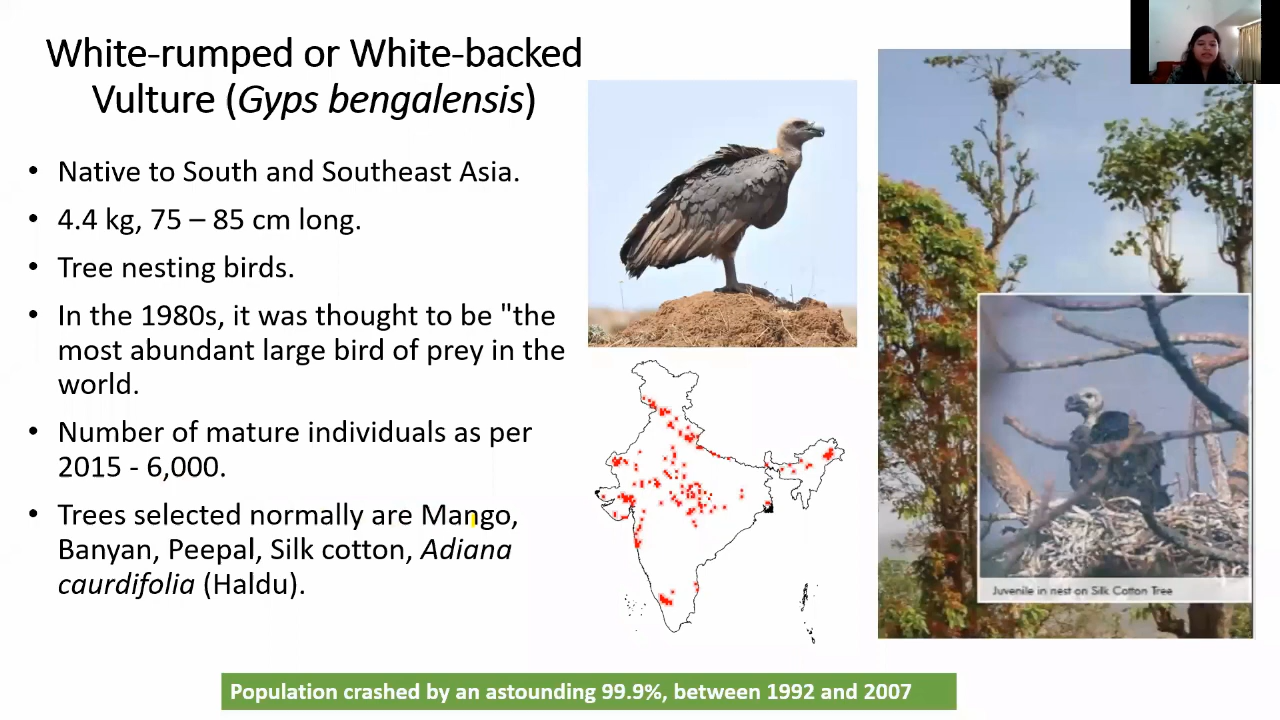 White-rumped or White-backed
Vulture (Gyps bengalensis)
• Native to South and Southeast Asia.
• 4.4 kg, 75 – 85 cm long.
• Tree nesting birds.
• In the 1980s, it was thought to be "the
most abundant large bird of prey in the
world.
• Number of mature individuals as per
2015 - 6,000.
• Trees selected normally are Mango,
Banyan, Peepal, Silk cotton, Adiana
caurdifolia (Haldu).
Juvenile in nest on Silk Cotton Tree
Population crashed by an astounding 99.9%, between 1992 and 2007